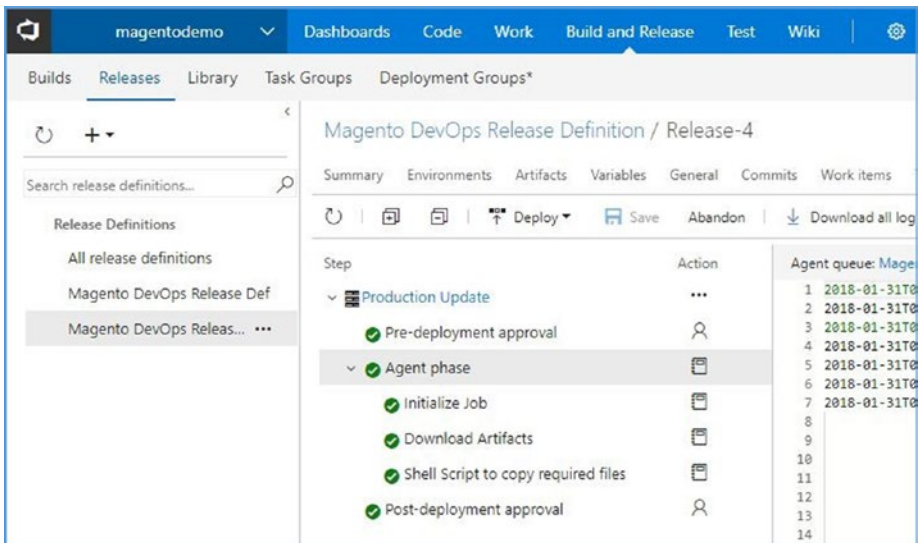 magentodemo Dashboards Code Work Build and Release Test Wiki
Builds Releases Library Task Groups Deployment Groups*
Magento DevOps Release Definition / Release-4
Search release definitions...
Summary Environments Artifacts Variables General Commits Work items
Deploy Save Abandon Download all log
Release Definitions
All release definitions
Magento DevOps Release Def
Magento DevOps Releas... •••
Step Action Agent queue: Mage
Production Update •••
Pre-deployment approval
Agent phase
Initialize Job
Download Artifacts
Shell Script to copy required files
Post-deployment approval
1 2018-01-31T0
2 2018-01-31T0
3 2018-01-31T0
4 2018-01-31T0
5 2018-01-31T0
6 2018-01-31T0
7 2018-01-31T0
8
9
10
11
12
13
14